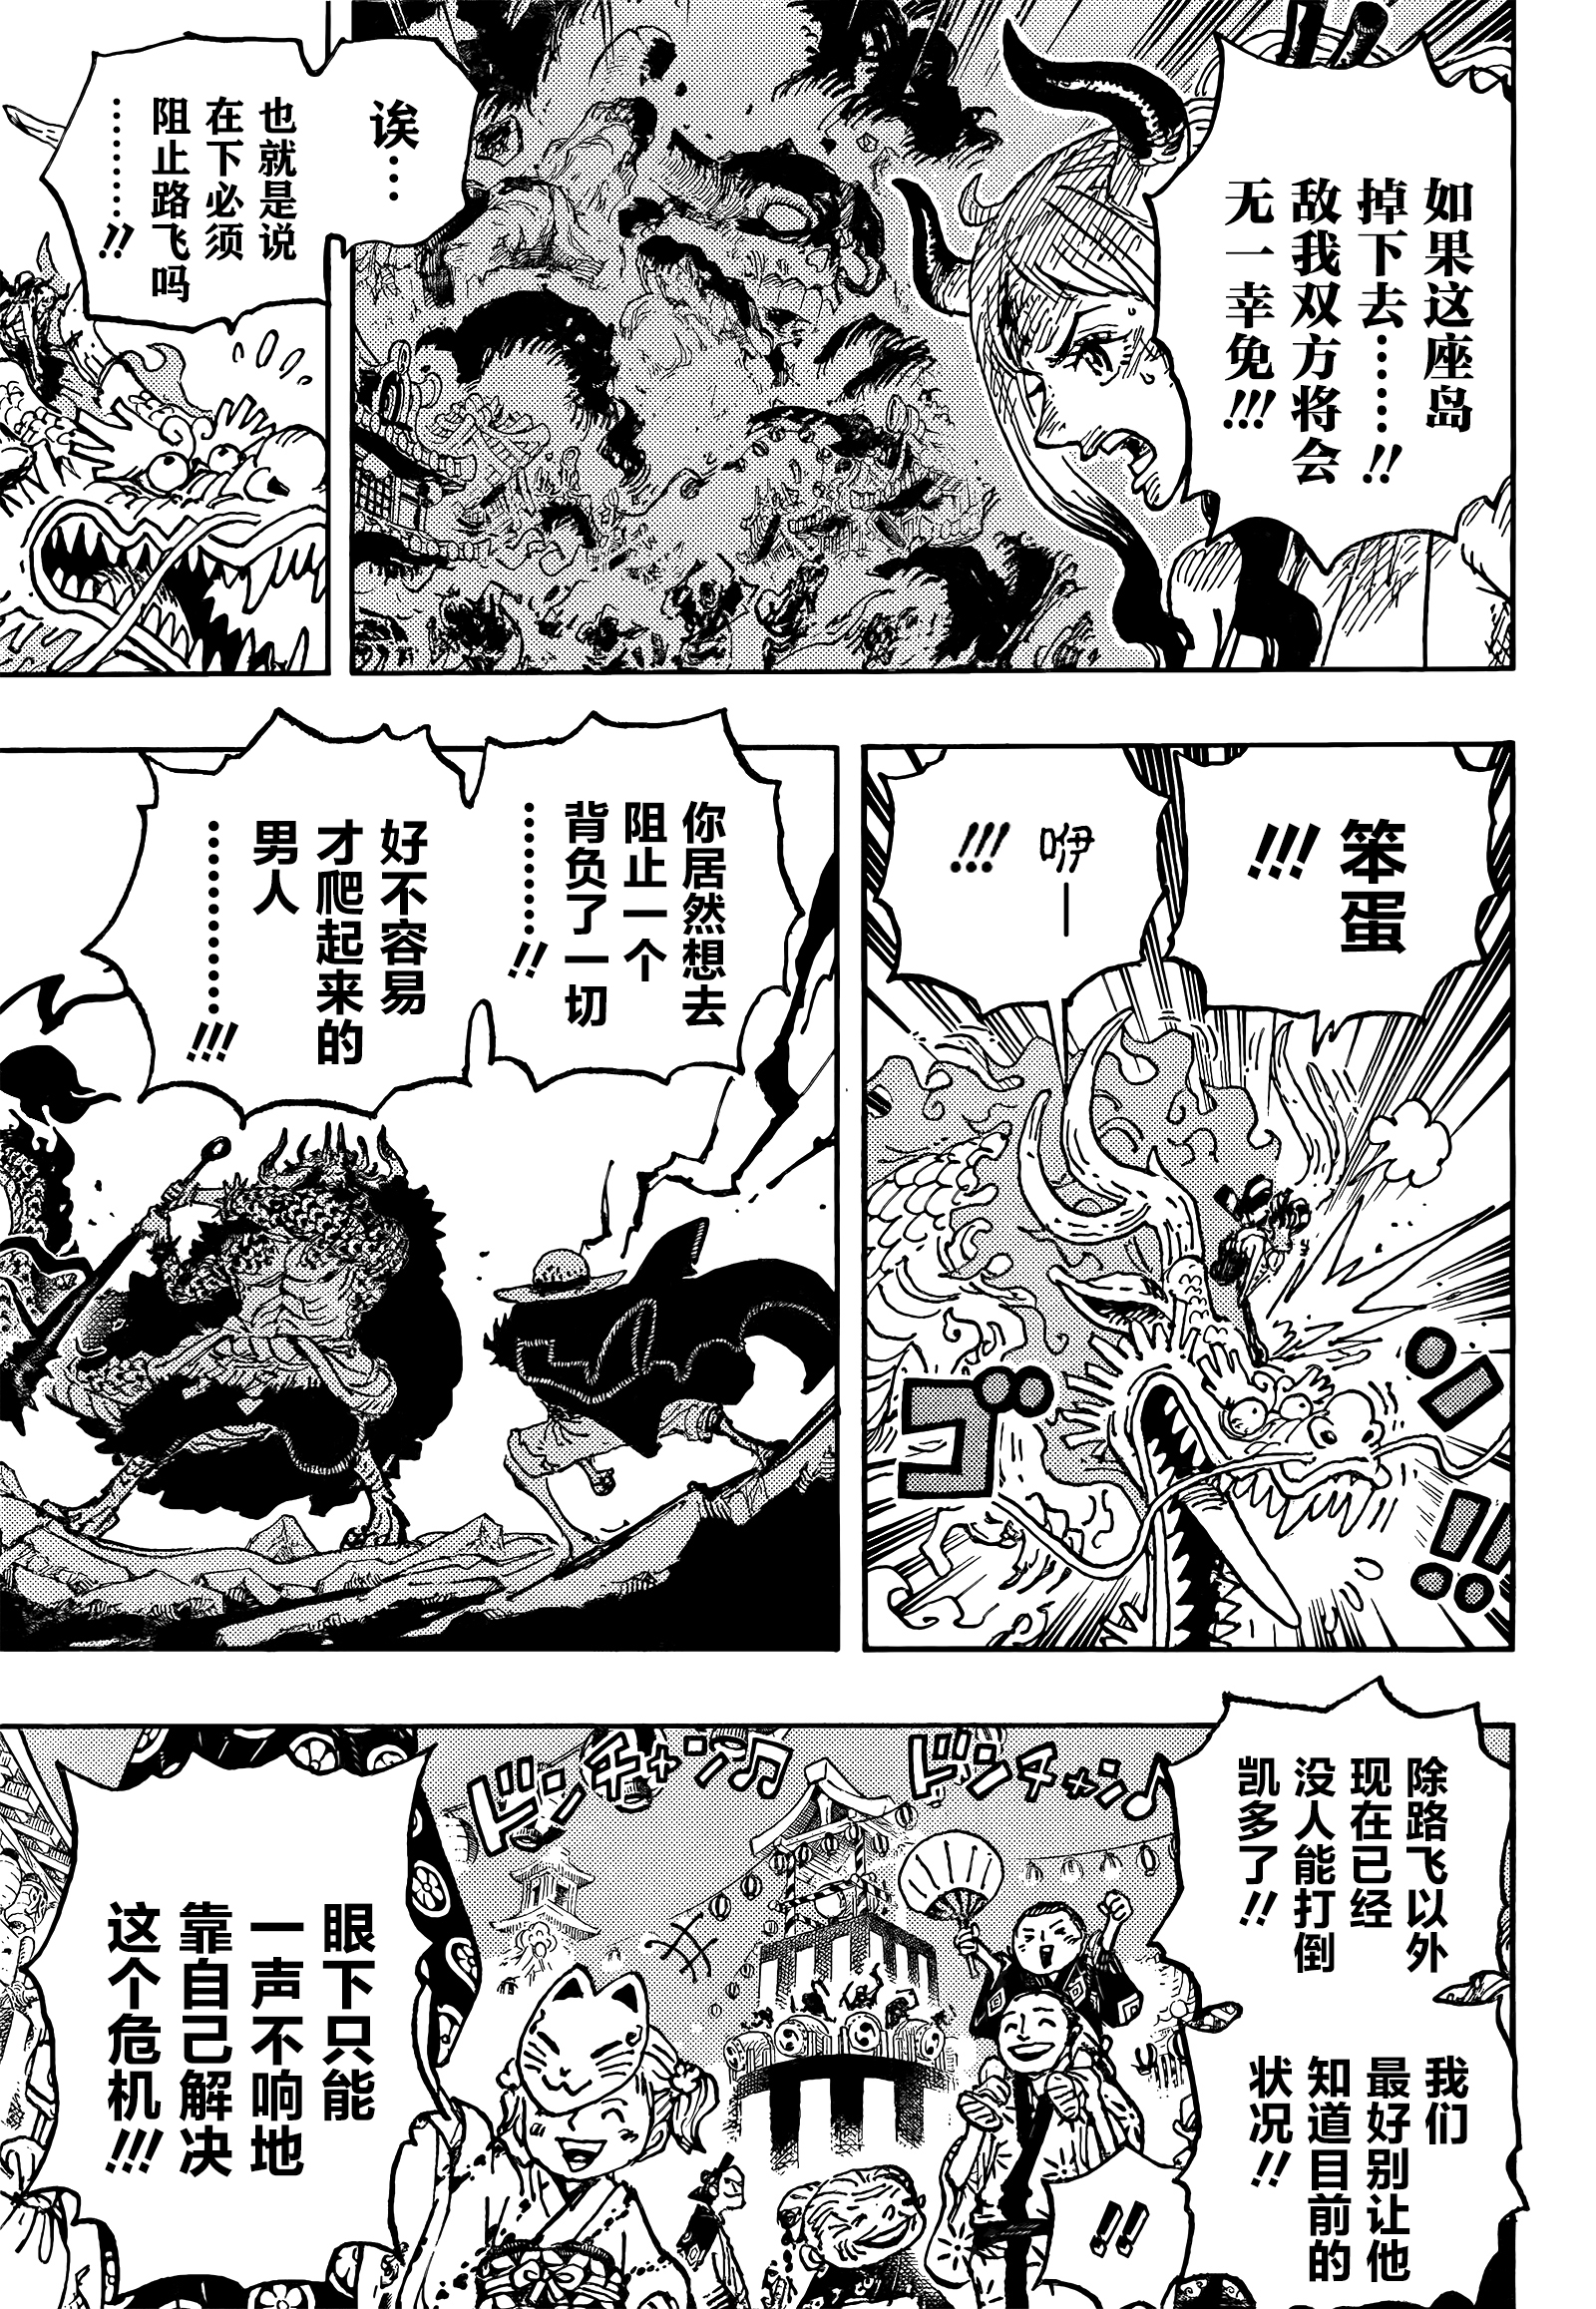 如果这座岛
掉下去……!!
敌我双方将会
无一幸免!!!
诶…
也就是说
在下必须
阻止路飞吗
………!!
笨蛋
!!!
咿—
!!!
ゴンッ!!
你居然想去
阻止一个
背负了一切
………!!
好不容易
才爬起来的
男人
…………!!!
除路飞以外
现在已经
没人能打倒
凯多了!!
我们
最好别让他
知道目前的
状况!!
!!
ドンチャン♪
ドンチャン♫
眼下只能
一声不响地
靠自己解决
这个危机!!!